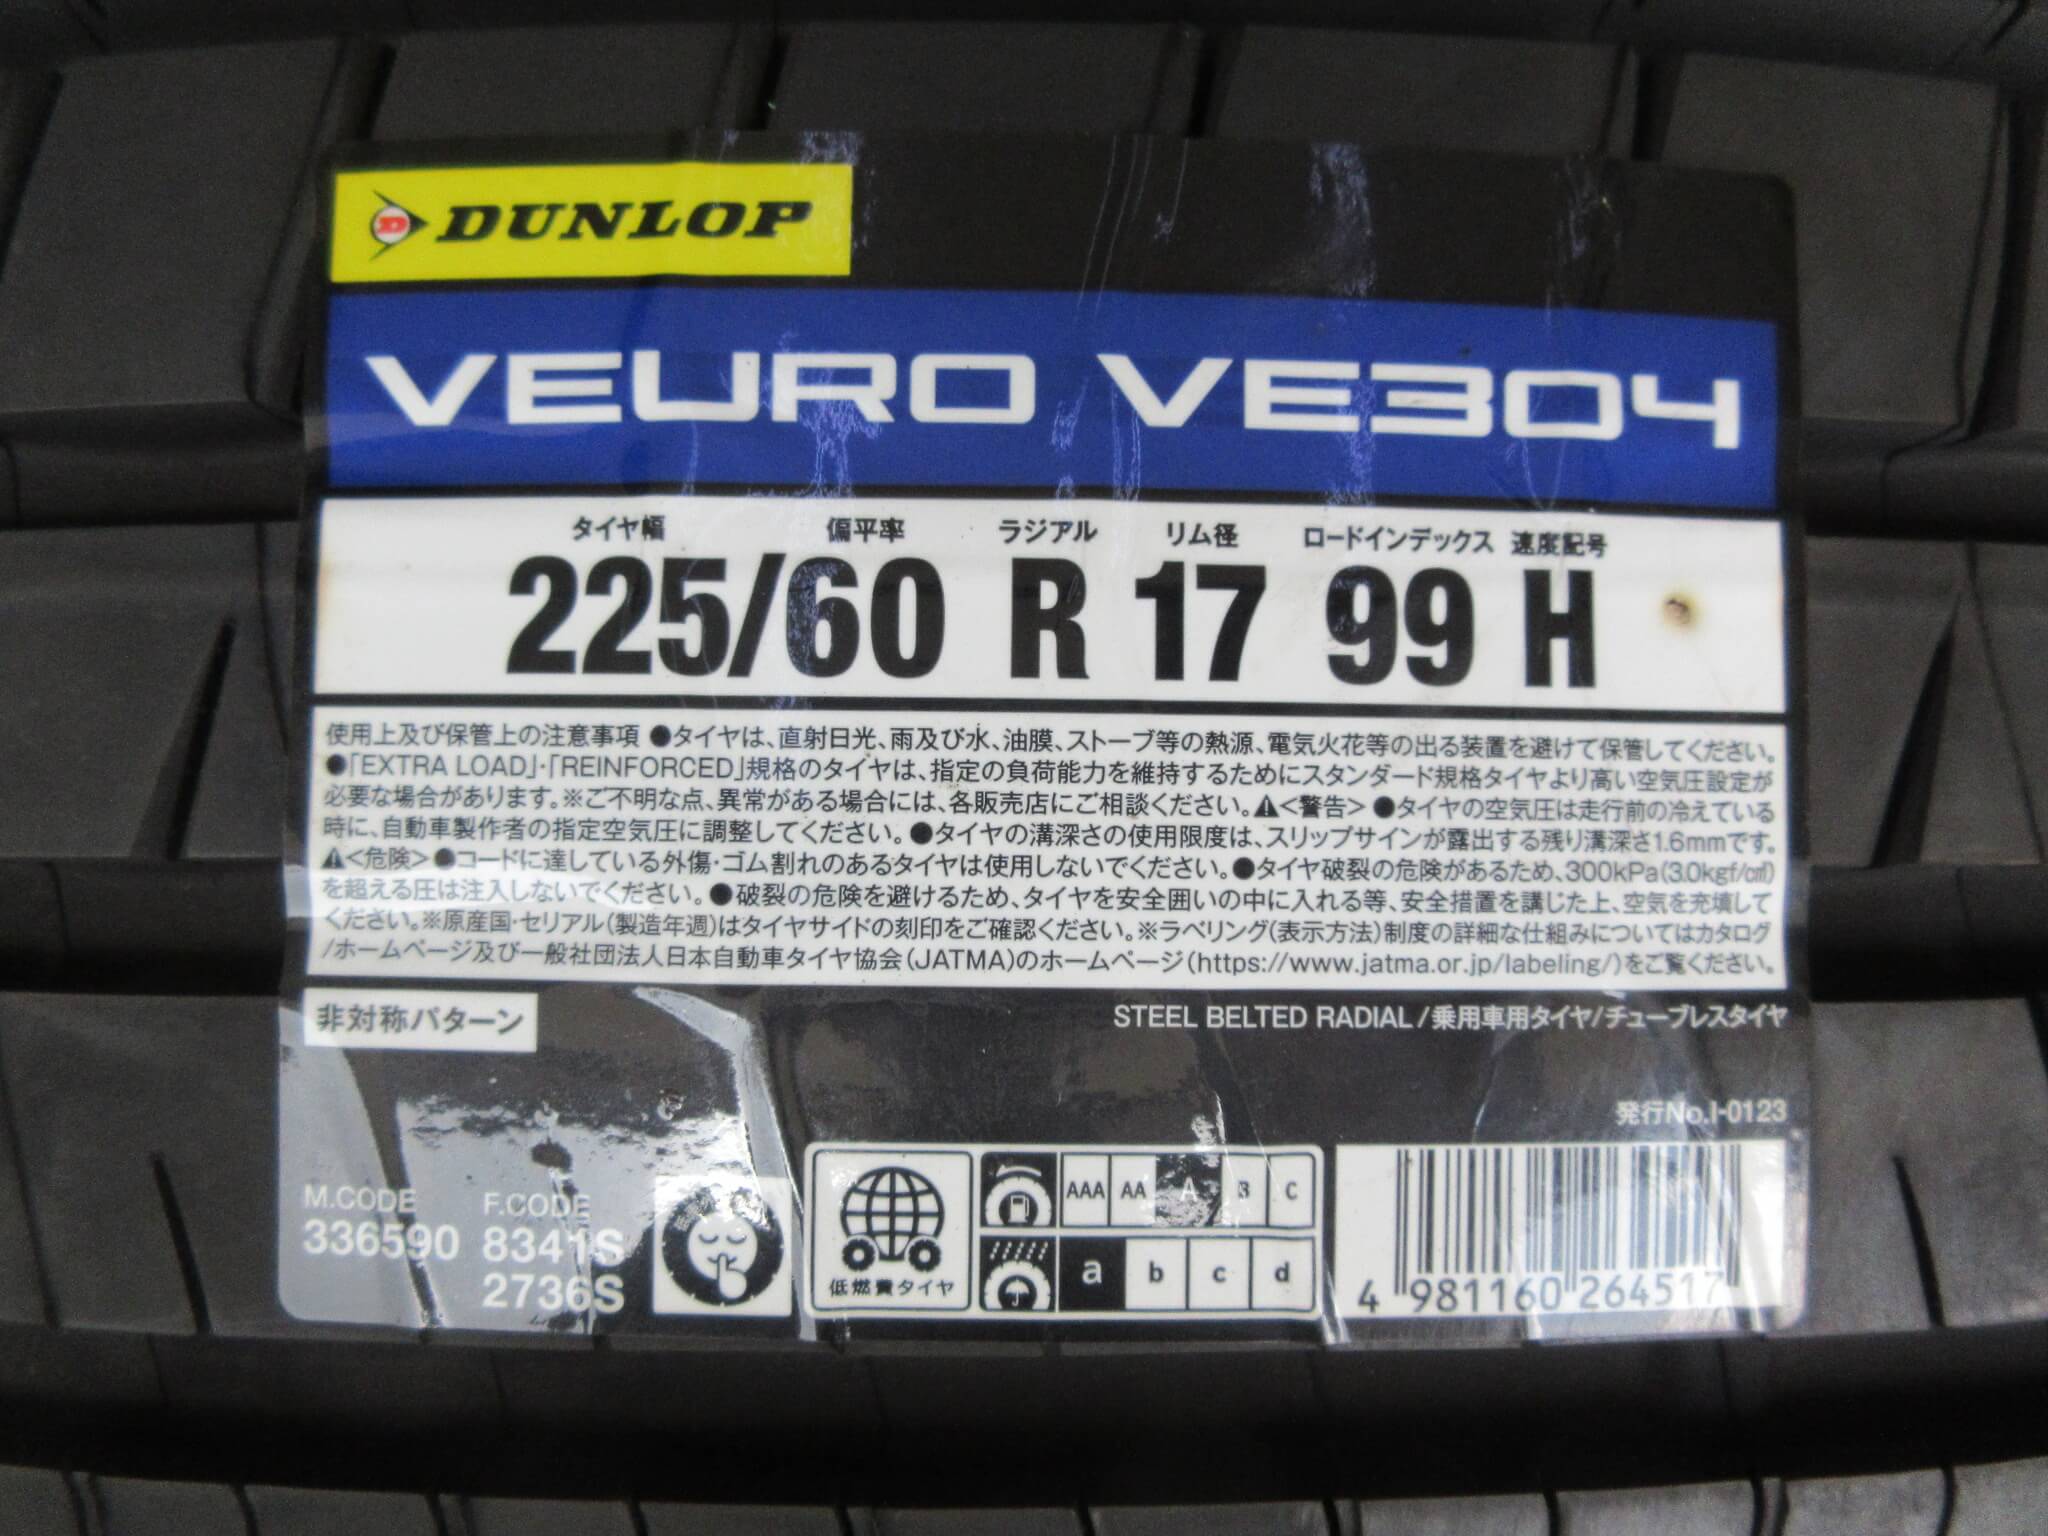 DUNLOP
VEURO VE304
タイヤ幅 偏平率 ラジアル リム径 ロードインデックス 速度記号
225/60 R 17 99 H
使用上及び保管上の注意事項 ●タイヤは、直射日光、雨及び水、油膜、ストーブ等の熱源、電気火花等の出る装置を避けて保管してください。
●「EXTRA LOAD」・「REINFORCED」規格のタイヤは、指定の負荷能力を維持するためにスタンダード規格タイヤより高い空気圧設定が
必要な場合があります。※ご不明な点、異常がある場合には、各販売店にご相談ください。⚠<警告> ●タイヤの空気圧は走行前の冷えている
時に、自動車製作者の指定空気圧に調整してください。●タイヤの溝深さの使用限度は、スリップサインが露出する残り溝深さ1.6mmです。
⚠<危険> ●コードに達している外傷・ゴム割れのあるタイヤは使用しないでください。●タイヤ破裂の危険があるため、300kPa(3.0kgf/c㎡)
を超える圧は注入しないでください。●破裂の危険を避けるため、タイヤを安全囲いの中に入れる等、安全措置を講じた上、空気を充填して
ください。※原産国・セリアル(製造年週)はタイヤサイドの刻印をご確認ください。※ラベリング(表示方法)制度の詳細な仕組みについてはカタログ
/ホームページ及び一般社団法人日本自動車タイヤ協会(JATMA)のホームページ(https://www.jatma.or.jp/labeling/)をご覧ください。
非対称パターン
STEEL BELTED RADIAL/乗用車用タイヤ/チューブレスタイヤ
発行No.I-0123
M.CODE F.CODE
336590 8341S
2736S
低燃費タイヤ
AAA AA A B C
a b c d
4 981160 264517